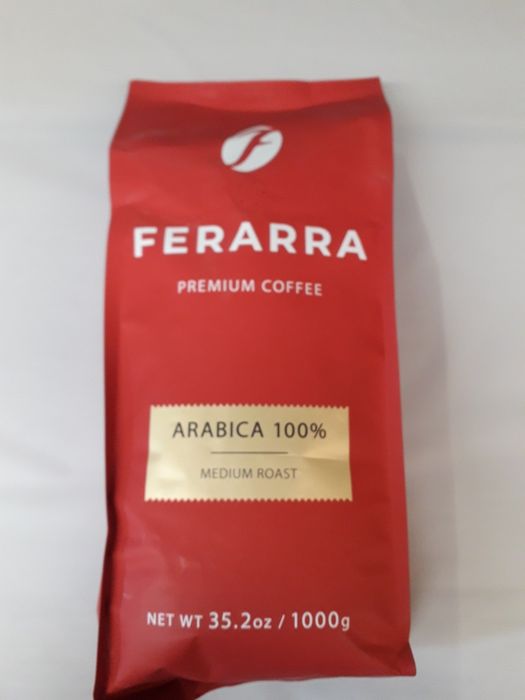 FERARRA
PREMIUM COFFEE
ARABICA 100%
MEDIUM ROAST
NET WT 35.2oz / 1000g